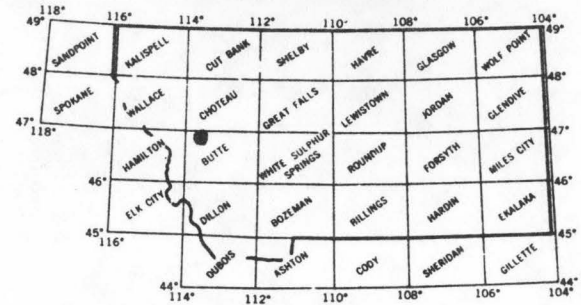 118° 116° 114° 112° 110° 108° 106° 104°
49° SANDPOINT KALISPELL CUT BANK SHELBY HAVRE GLASGOW WOLF POINT 49°
48° SPOKANE WALLACE CHOTEAU GREAT FALLS LEWISTOWN JORDAN GLENDIVE 48°
47° HAMILTON BUTTE WHITE SULPHUR SPRINGS ROUNDUP FORSYTH MILES CITY 47°
118°
46° ELK CITY DILLON BOZEMAN RILLINGS HARDIN EKALAKA 46°
45° DUBOIS ASHTON CODY SHERIDAN GILLETTE 45°
116°
44° 44°
114° 112° 110° 108° 106° 104°